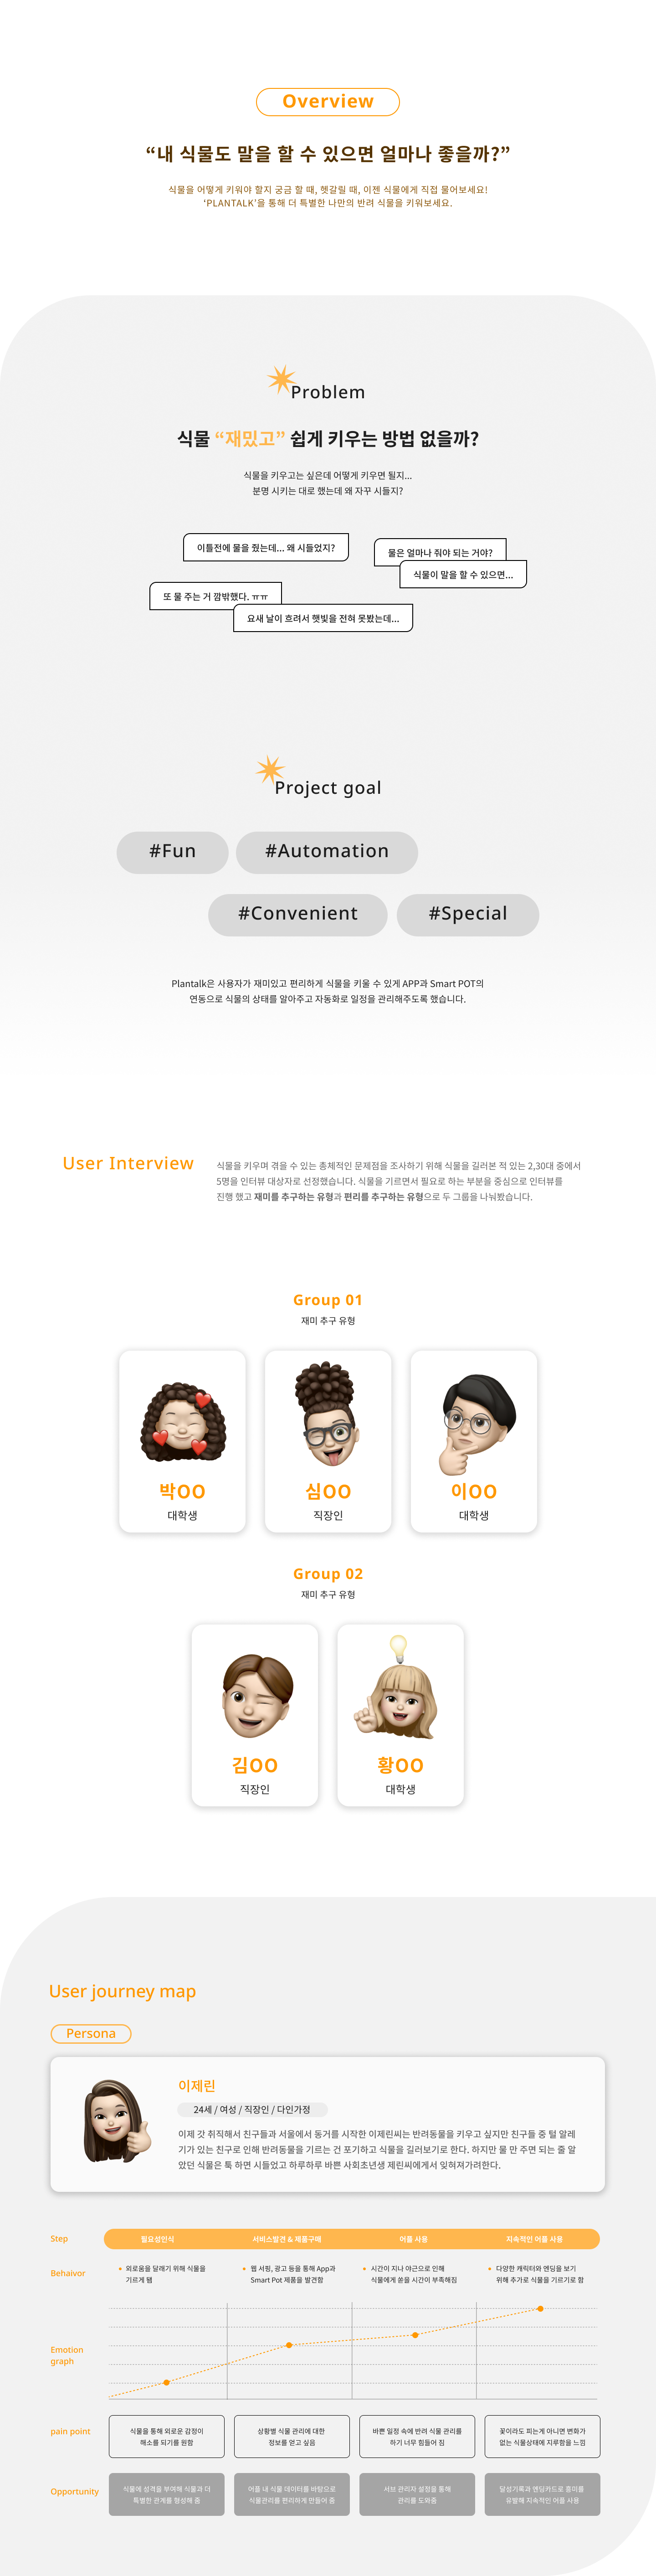 Overview
“내 식물도 말을 할 수 있으면 얼마나 좋을까?”
식물을 어떻게 키워야 할지 궁금 할 때, 헷갈릴 때, 이젠 식물에게 직접 물어보세요!
‘PLANTALK’을 통해 더 특별한 나만의 반려 식물을 키워보세요.
Problem
식물 “재밌고” 쉽게 키우는 방법 없을까?
식물을 키우고는 싶은데 어떻게 키우면 될지...
분명 시키는 대로 했는데 왜 자꾸 시들지?
이틀전에 물을 줬는데... 왜 시들었지?
물은 얼마나 줘야 되는 거야?
식물이 말을 할 수 있으면...
또 물 주는 거 깜밖했다. ㅠㅠ
요새 날이 흐려서 햇빛을 전혀 못봤는데...
Project goal
#Fun
#Automation
#Convenient
#Special
Plantalk은 사용자가 재미있고 편리하게 식물을 키울 수 있게 APP과 Smart POT의
연동으로 식물의 상태를 알아주고 자동화로 일정을 관리해주도록 했습니다.
User Interview
식물을 키우며 겪을 수 있는 총체적인 문제점을 조사하기 위해 식물을 길러본 적 있는 2,30대 중에서
5명을 인터뷰 대상자로 선정했습니다. 식물을 기르면서 필요로 하는 부분을 중심으로 인터뷰를
진행 했고 재미를 추구하는 유형과 편리를 추구하는 유형으로 두 그룹을 나눠봤습니다.
Group 01
재미 추구 유형
박OO
대학생
심OO
직장인
이OO
대학생
Group 02
재미 추구 유형
김OO
직장인
황OO
대학생
User journey map
Persona
이제린
24세 / 여성 / 직장인 / 다인가정
이제 갓 취직해서 친구들과 서울에서 동거를 시작한 이제린씨는 반려동물을 키우고 싶지만 친구들 중 털 알레
기가 있는 친구로 인해 반려동물을 기르는 건 포기하고 식물을 길러보기로 한다. 하지만 물 만 주면 되는 줄 알
았던 식물은 툭 하면 시들었고 하루하루 바쁜 사회초년생 제린씨에게서 잊혀져가려한다.
Step
필요성인식
서비스발견 & 제품구매
어플 사용
지속적인 어플 사용
Behaivor
외로움을 달래기 위해 식물을
기르게 됌
웹 서핑, 광고 등을 통해 App과
Smart Pot 제품을 발견함
시간이 지나 야근으로 인해
식물에게 쏟을 시간이 부족해짐
다양한 캐릭터와 엔딩을 보기
위해 추가로 식물을 기르기로 함
Emotion
graph
pain point
식물을 통해 외로운 감정이
해소를 되기를 원함
상황별 식물 관리에 대한
정보를 얻고 싶음
바쁜 일정 속에 반려 식물 관리를
하기 너무 힘들어 짐
꽃이라도 피는게 아니면 변화가
없는 식물상태에 지루함을 느낌
Opportunity
식물에 성격을 부여해 식물과 더
특별한 관계를 형성해 줌
어플 내 식물 데이터를 바탕으로
식물관리를 편리하게 만들어 줌
서브 관리자 설정을 통해
관리를 도와줌
달성기록과 엔딩카드로 흥미를
유발해 지속적인 어플 사용